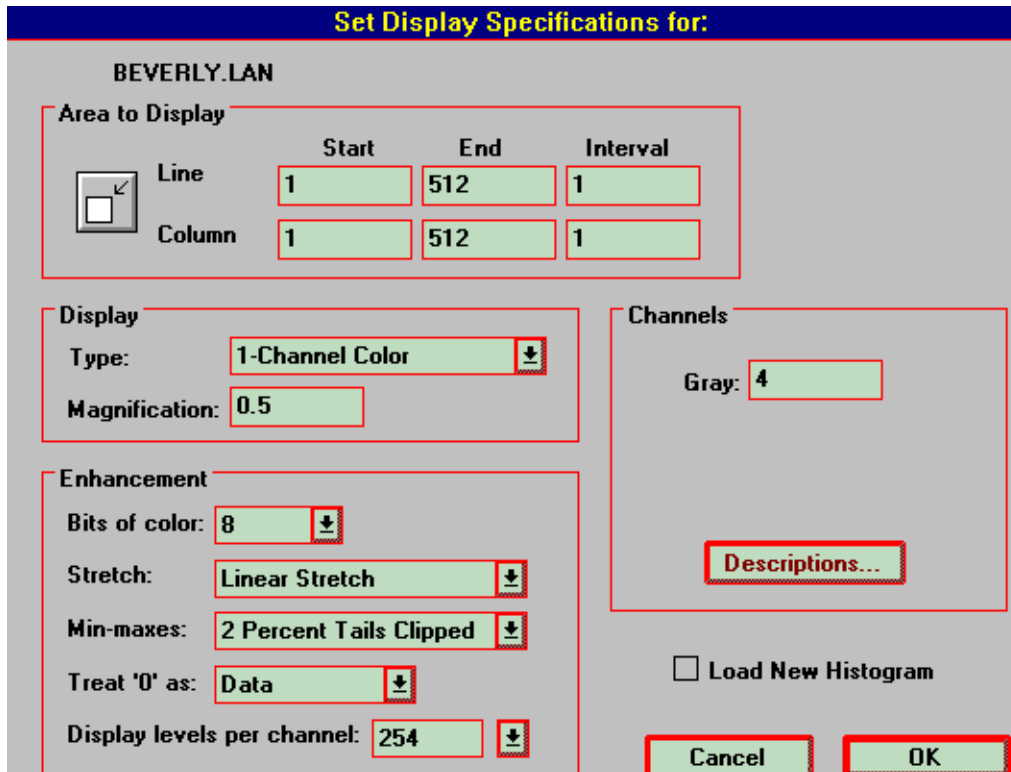 Set Display Specifications for:
BEVERLY.LAN
Area to Display
Start End Interval
Line 1 512 1
Column 1 512 1
Display
Type: 1-Channel Color
Magnification: 0.5
Channels
Gray: 4
Descriptions...
Enhancement
Bits of color: 8
Stretch: Linear Stretch
Min-maxes: 2 Percent Tails Clipped
Treat '0' as: Data
Display levels per channel: 254
Load New Histogram
Cancel OK